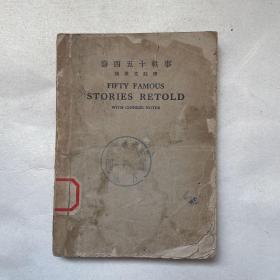 泰西五十軼事
FIFTY FAMOUS
STORIES RETOLD
WITH CHINESE NOTES